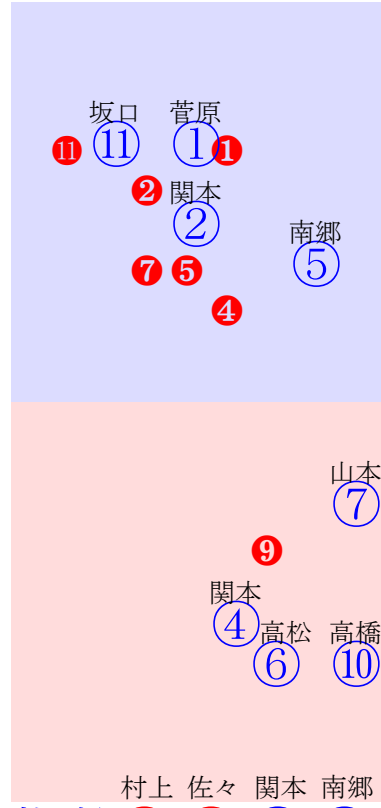 坂口 菅原
⑪ ① ⓫ ❶
❷ 関本
②
南郷
❼ ❺ ⑤
❹
山本
⑦
❾
関本
④ 高松 高橋
⑥ ⑩
村上 佐々 関本 南郷